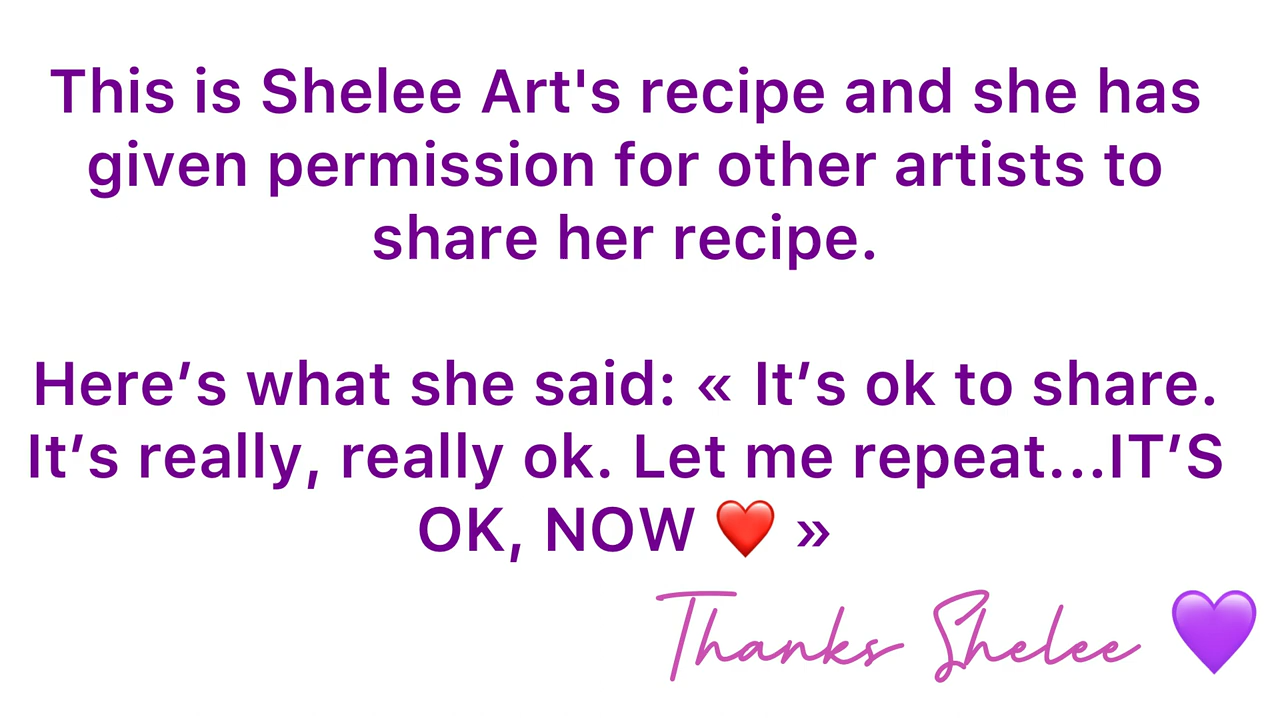 This is Shelee Art's recipe and she has
given permission for other artists to
share her recipe.
Here’s what she said: « It’s ok to share.
It’s really, really ok. Let me repeat...IT’S
OK, NOW ❤️ »
Thanks Shelee 💜